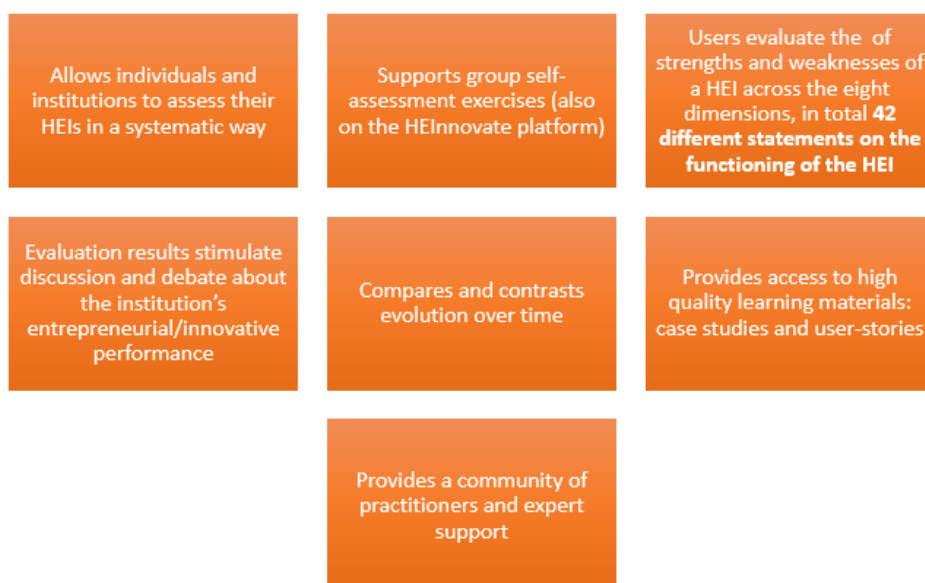 Allows individuals and
institutions to assess their
HEIs in a systematic way
Supports group self-
assessment exercises (also
on the HEInnovate platform)
Users evaluate the  of
strengths and weaknesses of
a HEI across the eight
dimensions, in total 42
different statements on the
functioning of the HEI
Evaluation results stimulate
discussion and debate about
the institution’s
entrepreneurial/innovative
performance
Compares and contrasts
evolution over time
Provides access to high
quality learning materials:
case studies and user-stories
Provides a community of
practitioners and expert
support